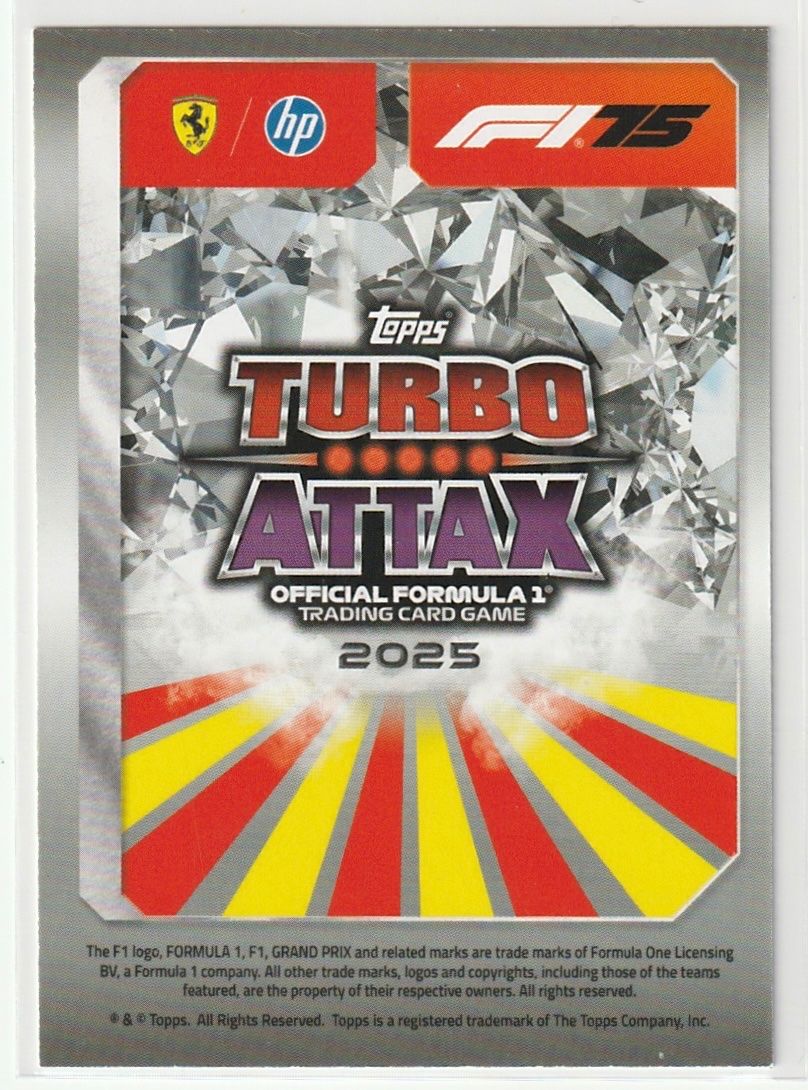 hp
F1® 75
Topps
TURBO
ATTAX
OFFICIAL FORMULA 1®
TRADING CARD GAME
2025
The F1 logo, FORMULA 1, F1, GRAND PRIX and related marks are trade marks of Formula One Licensing
BV, a Formula 1 company. All other trade marks, logos and copyrights, including those of the teams
featured, are the property of their respective owners. All rights reserved.
® & © Topps. All Rights Reserved. Topps is a registered trademark of The Topps Company, Inc.